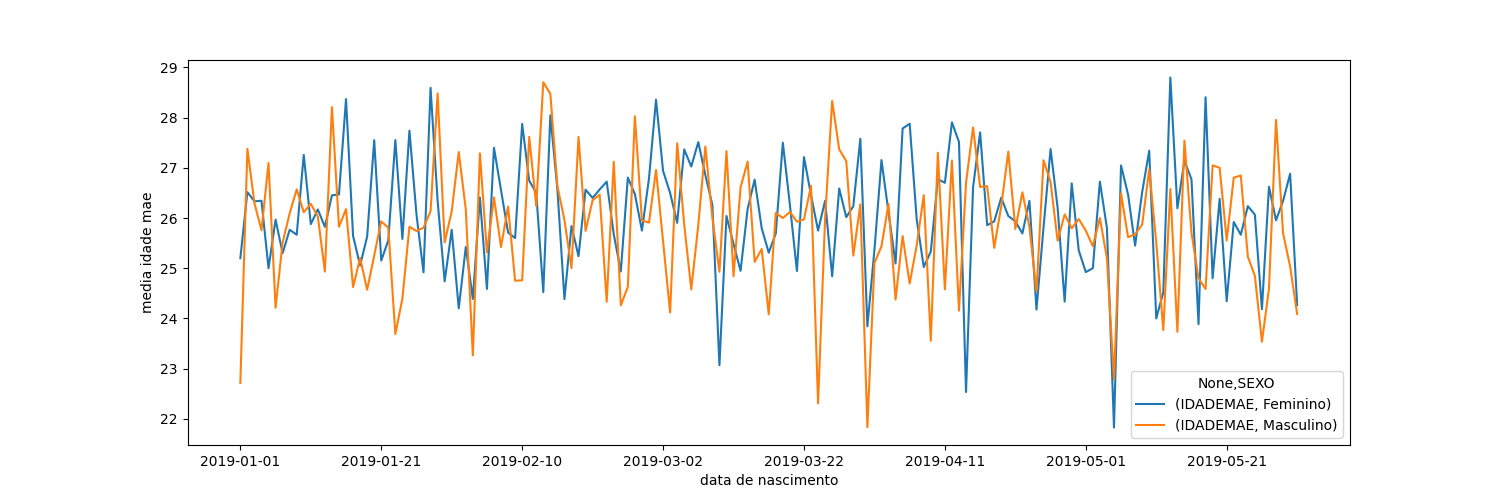 29
28
27
26
25
24
23
22
media idade mae
None,SEXO
(IDADEMAE, Feminino)
(IDADEMAE, Masculino)
2019-01-01 2019-01-21 2019-02-10 2019-03-02 2019-03-22 2019-04-11 2019-05-01 2019-05-21
data de nascimento